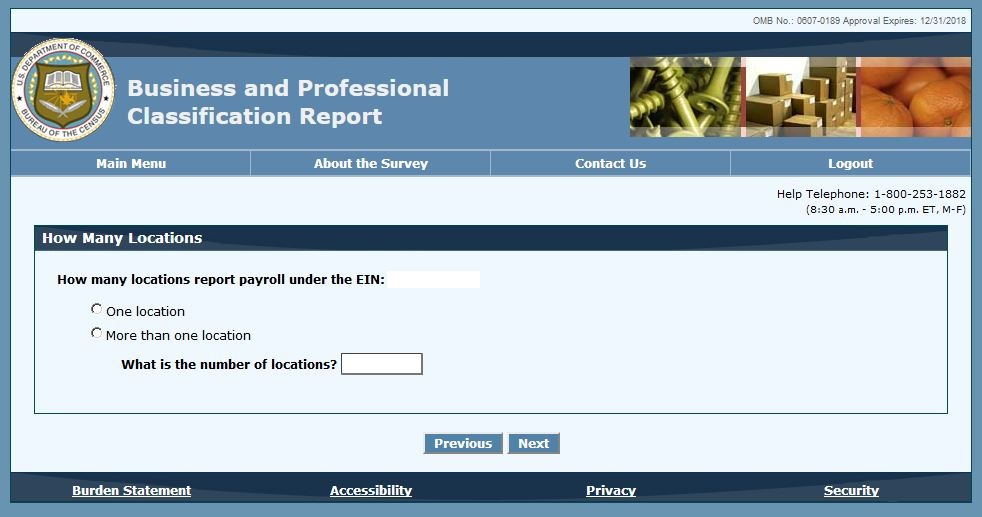 OMB No.: 0607-0189 Approval Expires: 12/31/2018
U.S. DEPARTMENT OF COMMERCE
BUREAU OF THE CENSUS
Business and Professional
Classification Report
Main Menu
About the Survey
Contact Us
Logout
Help Telephone: 1-800-253-1882
(8:30 a.m. - 5:00 p.m. ET, M-F)
How Many Locations
How many locations report payroll under the EIN:
One location
More than one location
What is the number of locations?
Previous
Next
Burden Statement
Accessibility
Privacy
Security